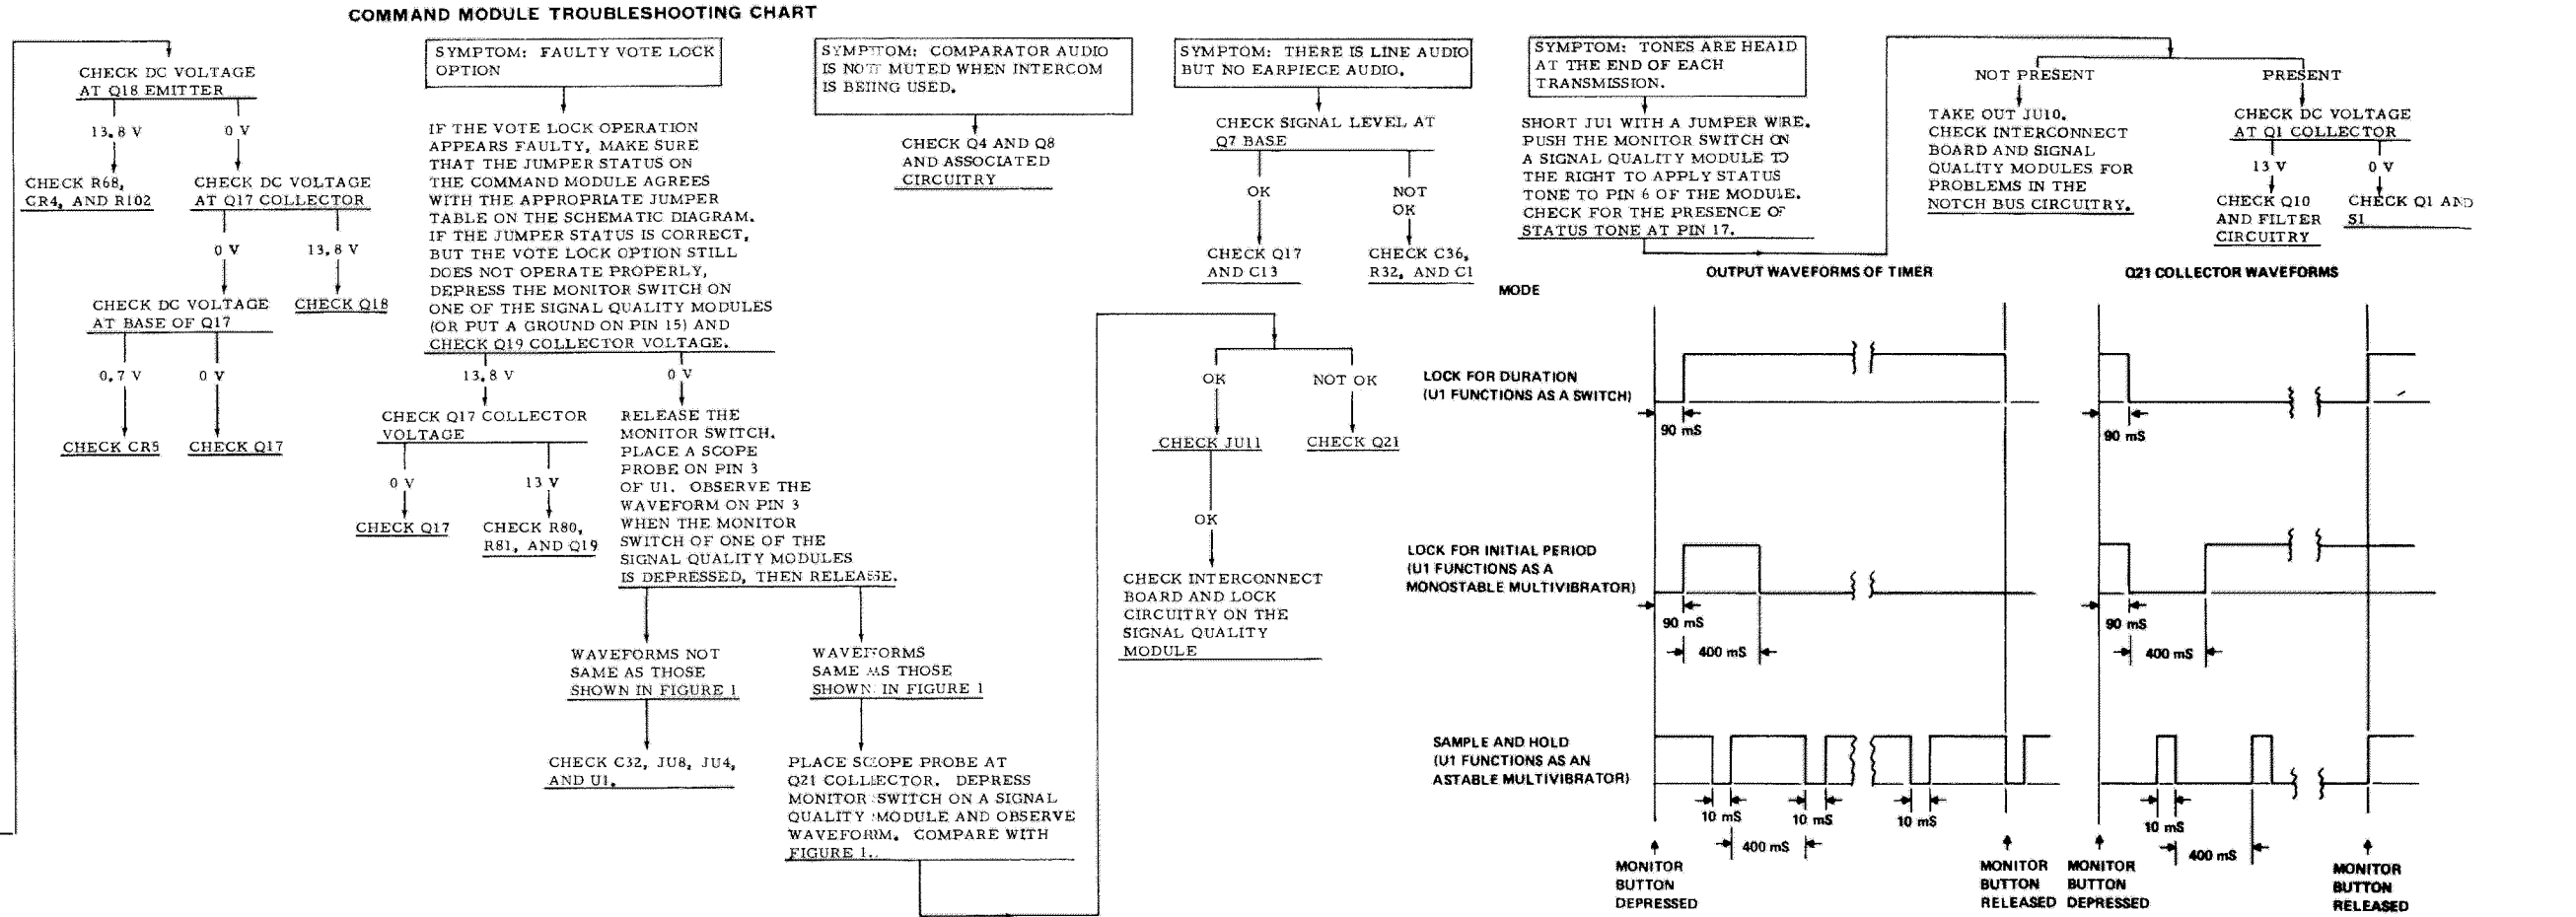 COMMAND MODULE TROUBLESHOOTING CHART
CHECK DC VOLTAGE
AT Q18 EMITTER
13.8 V
0 V
CHECK R68,
CR4, AND R102
CHECK DC VOLTAGE
AT Q17 COLLECTOR
0 V
13.8 V
CHECK DC VOLTAGE
AT BASE OF Q17
CHECK Q18
0.7 V
0 V
CHECK CR5
CHECK Q17
SYMPTOM: FAULTY VOTE LOCK
OPTION
IF THE VOTE LOCK OPERATION
APPEARS FAULTY, MAKE SURE
THAT THE JUMPER STATUS ON
THE COMMAND MODULE AGREES
WITH THE APPROPRIATE JUMPER
TABLE ON THE SCHEMATIC DIAGRAM.
IF THE JUMPER STATUS IS CORRECT,
BUT THE VOTE LOCK OPTION STILL
DOES NOT OPERATE PROPERLY,
DEPRESS THE MONITOR SWITCH ON
ONE OF THE SIGNAL QUALITY MODULES
(OR PUT A GROUND ON PIN 15) AND
CHECK Q19 COLLECTOR VOLTAGE.
13.8 V
0 V
CHECK Q17 COLLECTOR
VOLTAGE
0 V
13 V
CHECK Q17
CHECK R80,
R81, AND Q19
RELEASE THE
MONITOR SWITCH.
PLACE A SCOPE
PROBE ON PIN 3
OF U1. OBSERVE THE
WAVEFORM ON PIN 3
WHEN THE MONITOR
SWITCH OF ONE OF THE
SIGNAL QUALITY MODULES
IS DEPRESSED, THEN RELEASE.
WAVEFORMS NOT
SAME AS THOSE
SHOWN IN FIGURE 1
WAVEFORMS
SAME AS THOSE
SHOWN IN FIGURE 1
CHECK C32, JU8, JU4,
AND U1.
PLACE SCOPE PROBE AT
Q21 COLLECTOR. DEPRESS
MONITOR SWITCH ON A SIGNAL
QUALITY MODULE AND OBSERVE
WAVEFORM. COMPARE WITH
FIGURE 1.
SYMPTOM: COMPARATOR AUDIO
IS NOT MUTED WHEN INTERCOM
IS BEING USED.
CHECK Q4 AND Q8
AND ASSOCIATED
CIRCUITRY
SYMPTOM: THERE IS LINE AUDIO
BUT NO EARPIECE AUDIO.
CHECK SIGNAL LEVEL AT
Q7 BASE
OK
NOT
OK
CHECK Q17
AND C13
CHECK C36,
R32, AND C1
OK
NOT OK
CHECK JU11
CHECK Q21
OK
CHECK INTERCONNECT
BOARD AND LOCK
CIRCUITRY ON THE
SIGNAL QUALITY
MODULE
SYMPTOM: TONES ARE HEARD
AT THE END OF EACH
TRANSMISSION.
SHORT JU1 WITH A JUMPER WIRE.
PUSH THE MONITOR SWITCH ON
A SIGNAL QUALITY MODULE TO
THE RIGHT TO APPLY STATUS
TONE TO PIN 6 OF THE MODULE.
CHECK FOR THE PRESENCE OF
STATUS TONE AT PIN 17.
NOT PRESENT
PRESENT
TAKE OUT JU10.
CHECK INTERCONNECT
BOARD AND SIGNAL
QUALITY MODULES FOR
PROBLEMS IN THE
NOTCH BUS CIRCUITRY.
CHECK DC VOLTAGE
AT Q1 COLLECTOR
13 V
0 V
CHECK Q10
AND FILTER
CIRCUITRY
CHECK Q1 AND
S1
MODE
OUTPUT WAVEFORMS OF TIMER
Q21 COLLECTOR WAVEFORMS
LOCK FOR DURATION
(U1 FUNCTIONS AS A SWITCH)
90 mS
90 mS
LOCK FOR INITIAL PERIOD
(U1 FUNCTIONS AS A
MONOSTABLE MULTIVIBRATOR)
90 mS
400 mS
90 mS
400 mS
SAMPLE AND HOLD
(U1 FUNCTIONS AS AN
ASTABLE MULTIVIBRATOR)
10 mS
10 mS
10 mS
400 mS
10 mS
400 mS
MONITOR
BUTTON
DEPRESSED
MONITOR
BUTTON
RELEASED
MONITOR
BUTTON
DEPRESSED
MONITOR
BUTTON
RELEASED